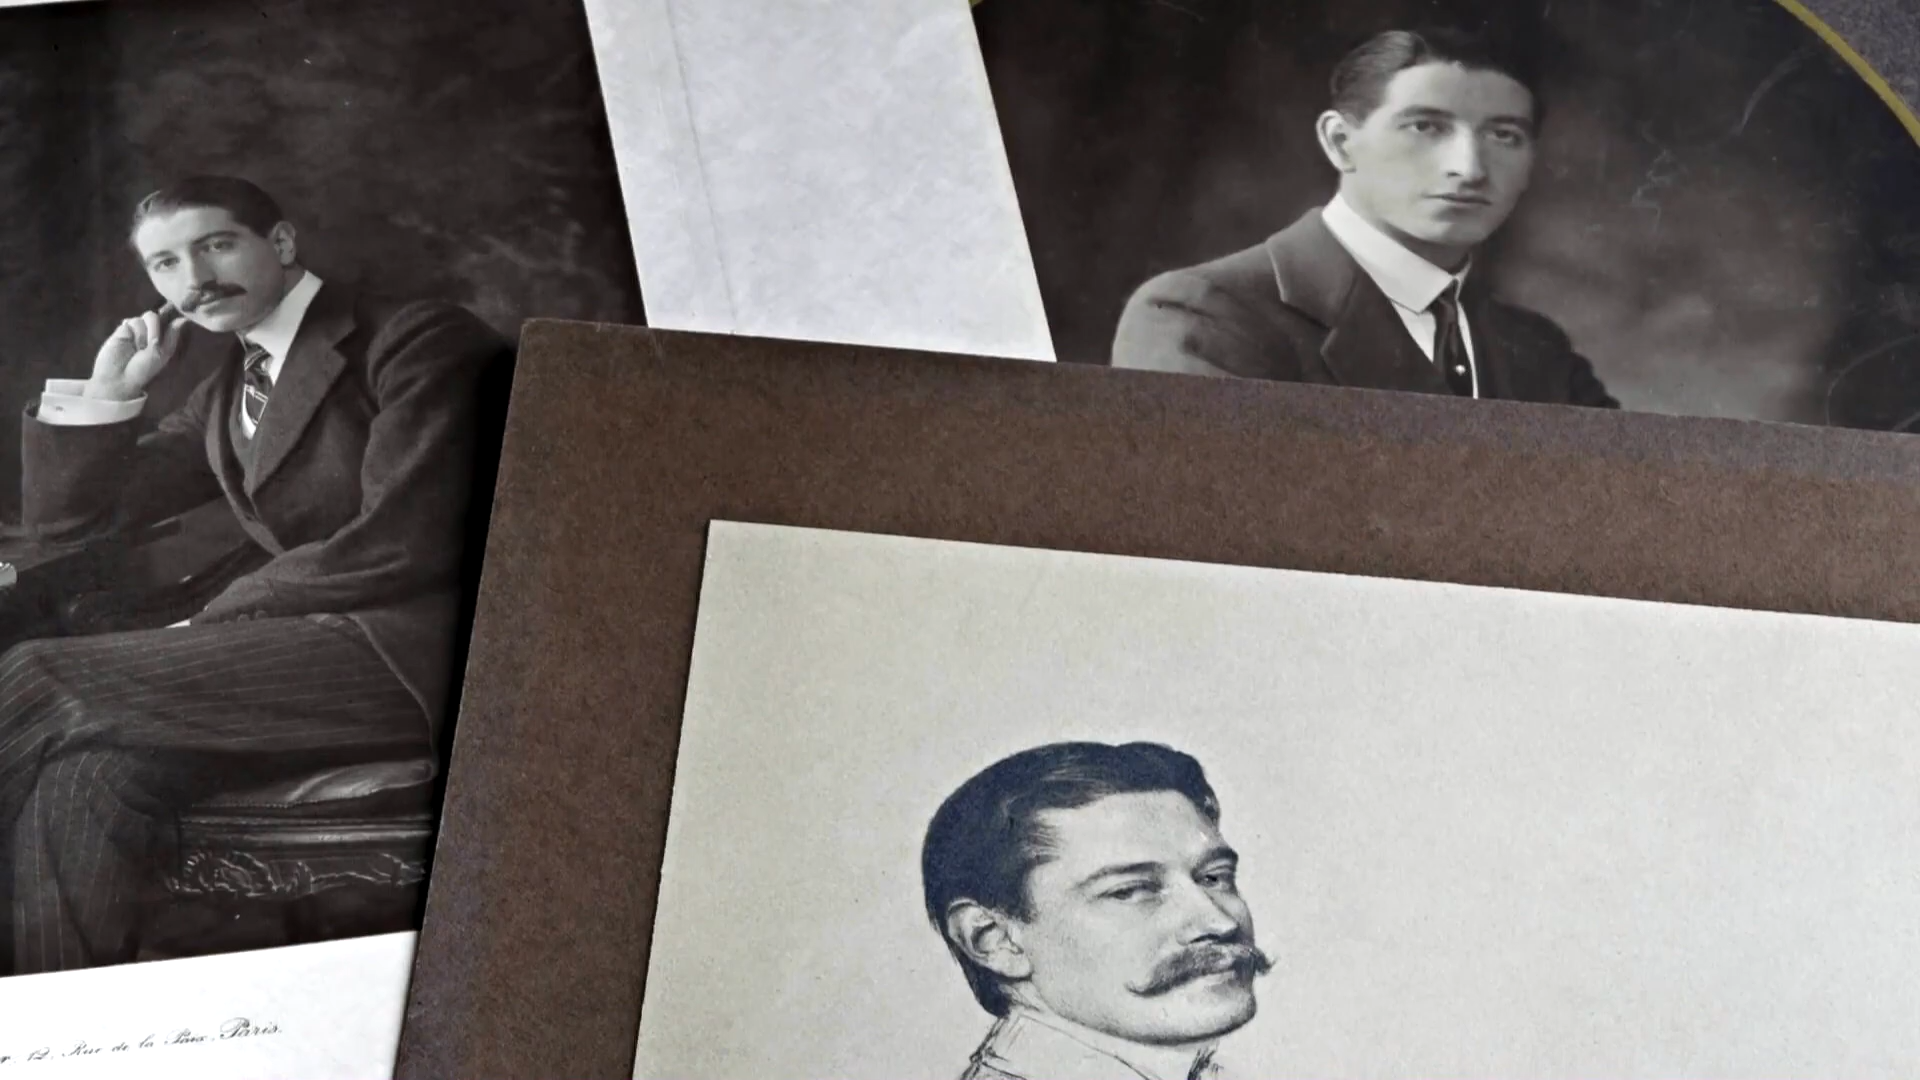 12, Rue de la Paix, Paris.